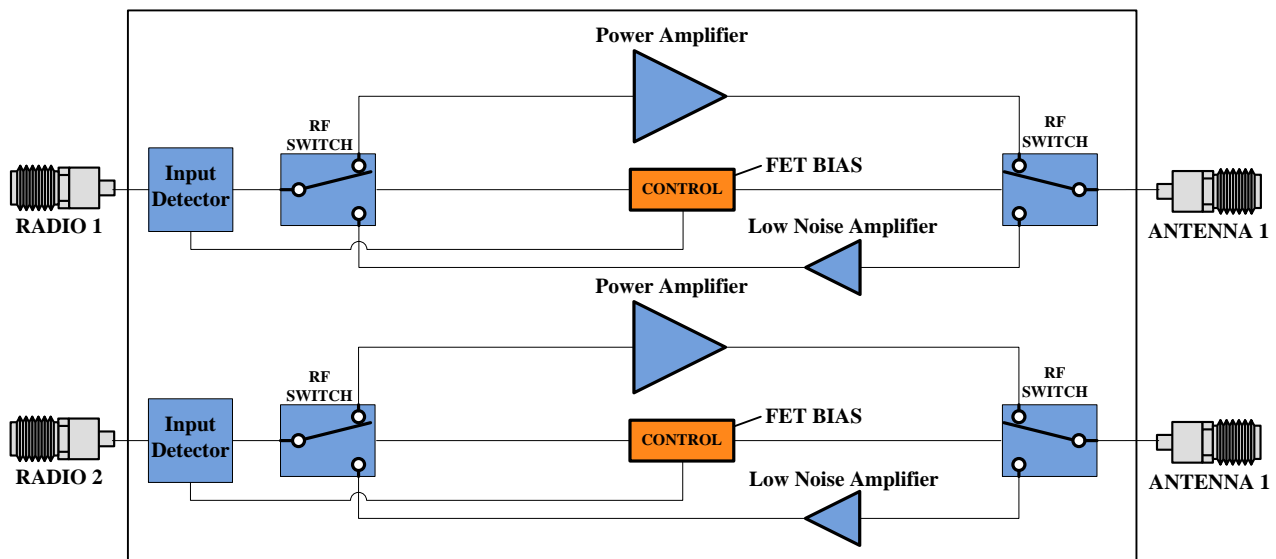 Power Amplifier
RF
SWITCH
RF
SWITCH
Input
Detector
FET BIAS
CONTROL
RADIO 1
Low Noise Amplifier
ANTENNA 1
Power Amplifier
RF
SWITCH
RF
SWITCH
Input
Detector
FET BIAS
CONTROL
RADIO 2
Low Noise Amplifier
ANTENNA 1